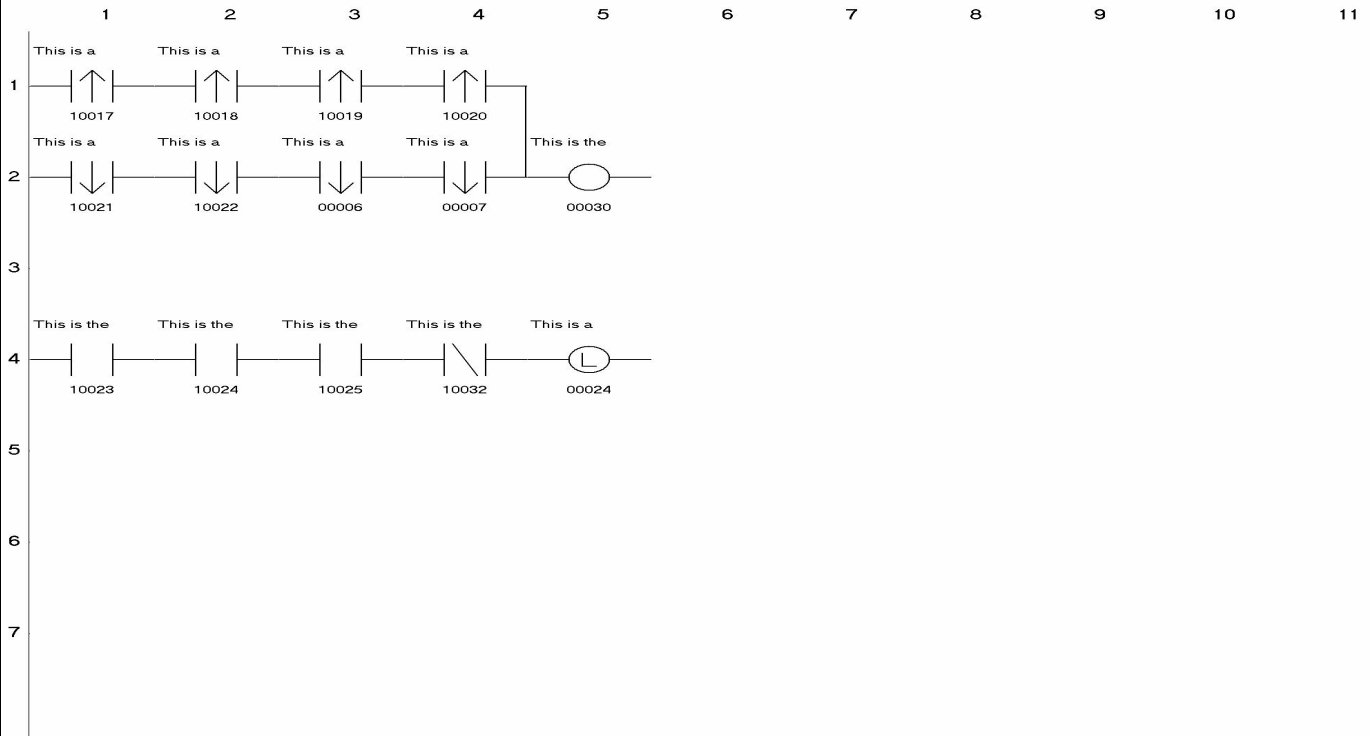 1 2 3 4 5 6 7 8 9 10 11
This is a This is a This is a This is a
1
10017 10018 10019 10020
This is a This is a This is a This is a This is the
2
10021 10022 00006 00007 00030
3
This is the This is the This is the This is the This is a
4 L
10023 10024 10025 10032 00024
5
6
7